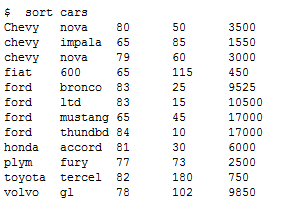 $ sort cars
Chevy nova 80 50 3500
chevy impala 65 85 1550
chevy nova 79 60 3000
fiat 600 65 115 450
ford bronco 83 25 9525
ford ltd 83 15 10500
ford mustang 65 45 17000
ford thundbd 84 10 17000
honda accord 81 30 6000
plym fury 77 73 2500
toyota tercel 82 180 750
volvo gl 78 102 9850